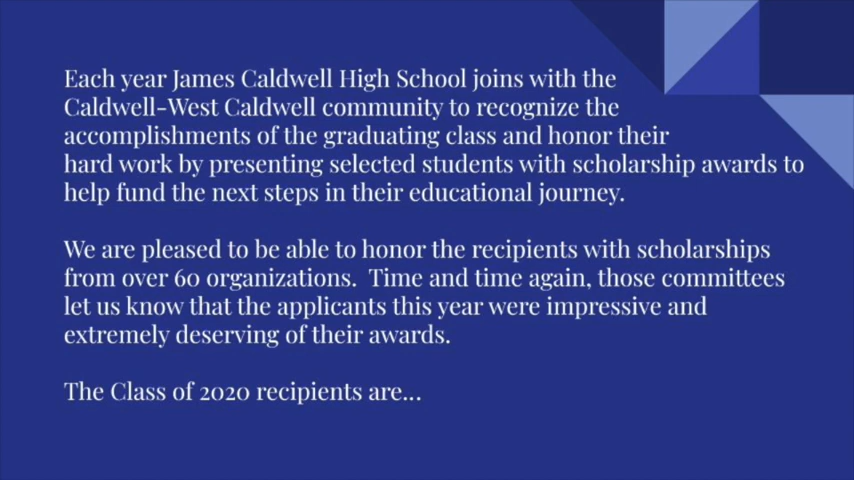 Each year James Caldwell High School joins with the
Caldwell-West Caldwell community to recognize the
accomplishments of the graduating class and honor their
hard work by presenting selected students with scholarship awards to
help fund the next steps in their educational journey.
We are pleased to be able to honor the recipients with scholarships
from over 60 organizations.  Time and time again, those committees
let us know that the applicants this year were impressive and
extremely deserving of their awards.
The Class of 2020 recipients are...